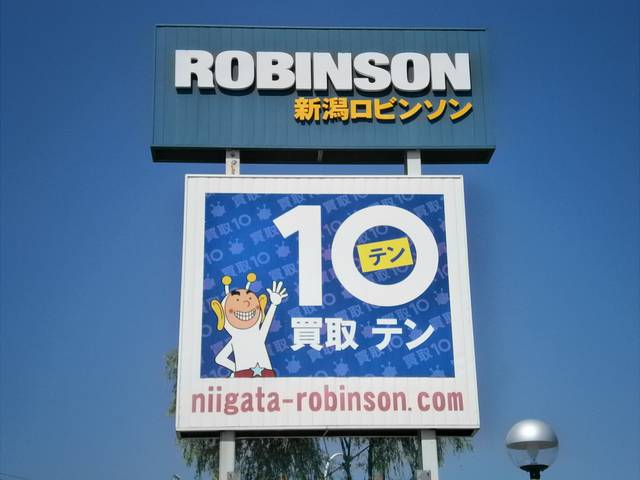 ROBINSON
新潟ロビンソン
10
テン
買取 テン
niigata-robinson.com